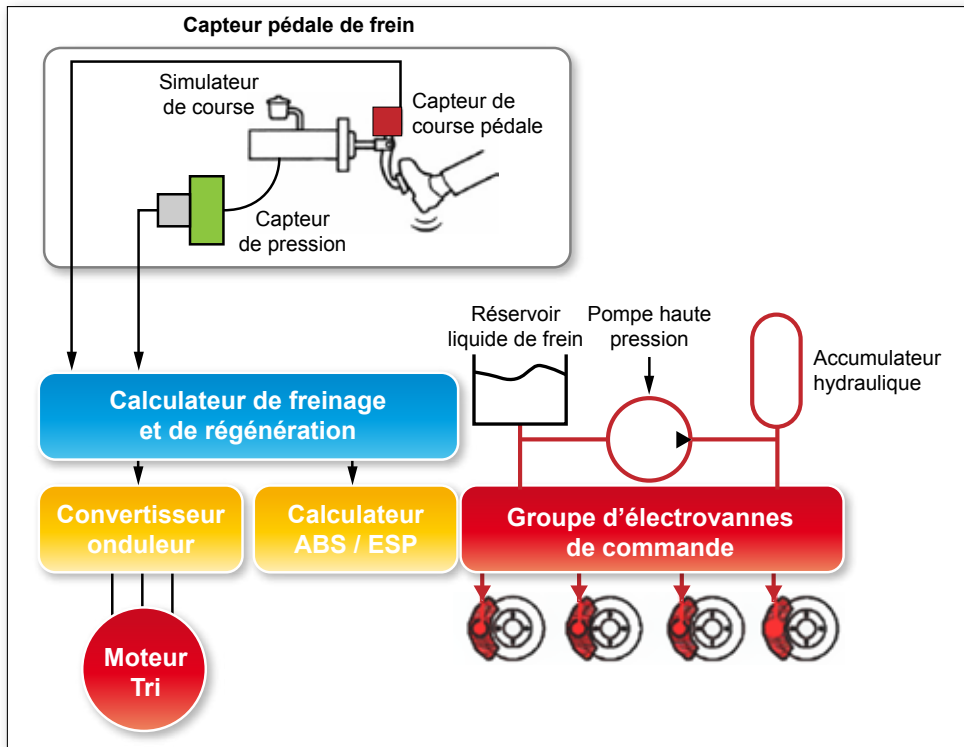 Capteur pédale de frein
Simulateur
de course
Capteur de
course pédale
Capteur
de pression
Réservoir
liquide de frein
Pompe haute
pression
Accumulateur
hydraulique
Calculateur de freinage
et de régénération
Convertisseur
onduleur
Calculateur
ABS / ESP
Groupe d’électrovannes
de commande
Moteur
Tri